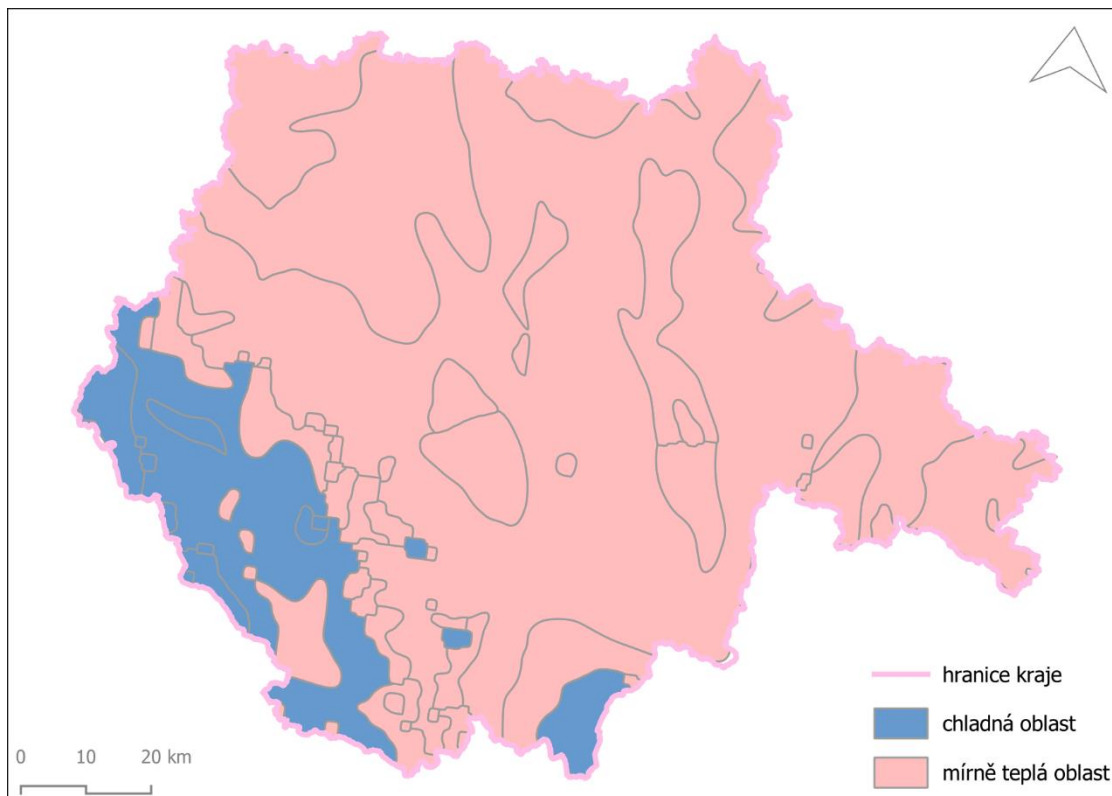 hranice kraje
chladná oblast
mírně teplá oblast
0 10 20 km